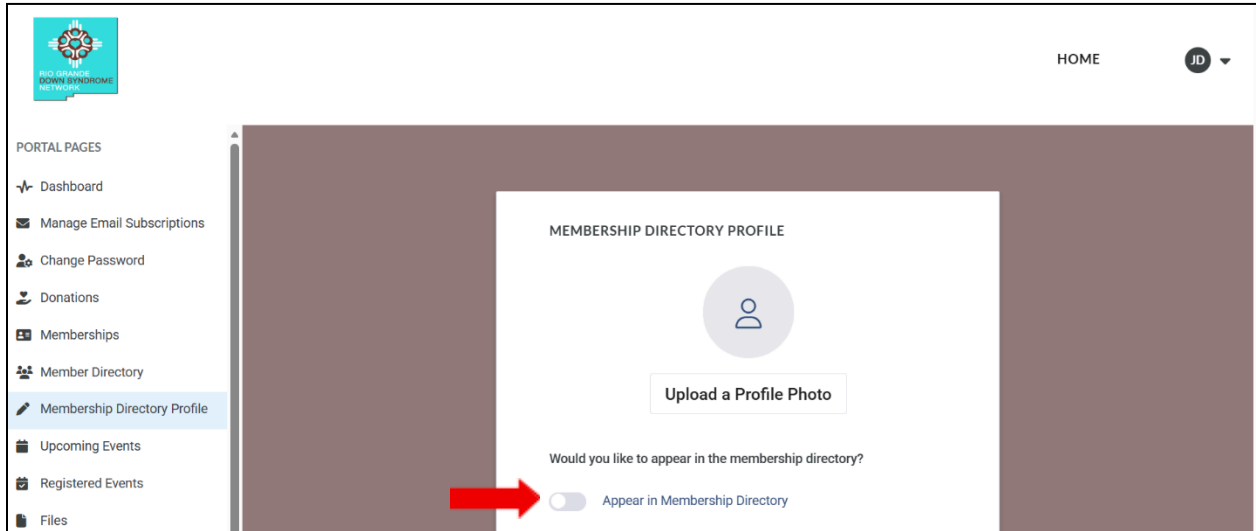 RIO GRANDE
DOWN SYNDROME
NETWORK
HOME
JD
PORTAL PAGES
Dashboard
Manage Email Subscriptions
Change Password
Donations
Memberships
Member Directory
Membership Directory Profile
Upcoming Events
Registered Events
Files
MEMBERSHIP DIRECTORY PROFILE
Upload a Profile Photo
Would you like to appear in the membership directory?
Appear in Membership Directory